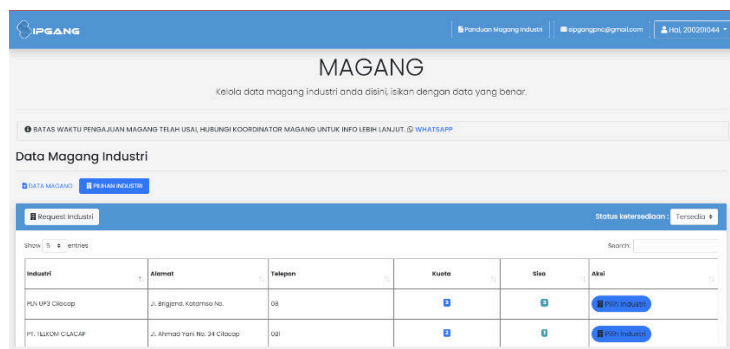 SIPGANG
Panduan Magang Industri
sipgangpnc@gmail.com
Hai, 200201044
MAGANG
Kelola data magang industri anda disini, isikan dengan data yang benar.
BATAS WAKTU PENGAJUAN MAGANG TELAH USAI, HUBUNGI KOORDINATOR MAGANG UNTUK INFO LEBIH LANJUT. WHATSAPP
Data Magang Industri
DATA MAGANG PILIHAN INDUSTRI
Request Industri Status ketersediaan : Tersedia
Show 5 entries Search:
Industri Alamat Telepon Kuota Sisa Aksi
PLN UP3 Cilacap Jl. Brigjend. Katamso No. 08 Pilih Industri
PT. TELKOM CILACAP Jl. Ahmad Yani No. 34 Cilacap 081 2 1 Pilih Industri